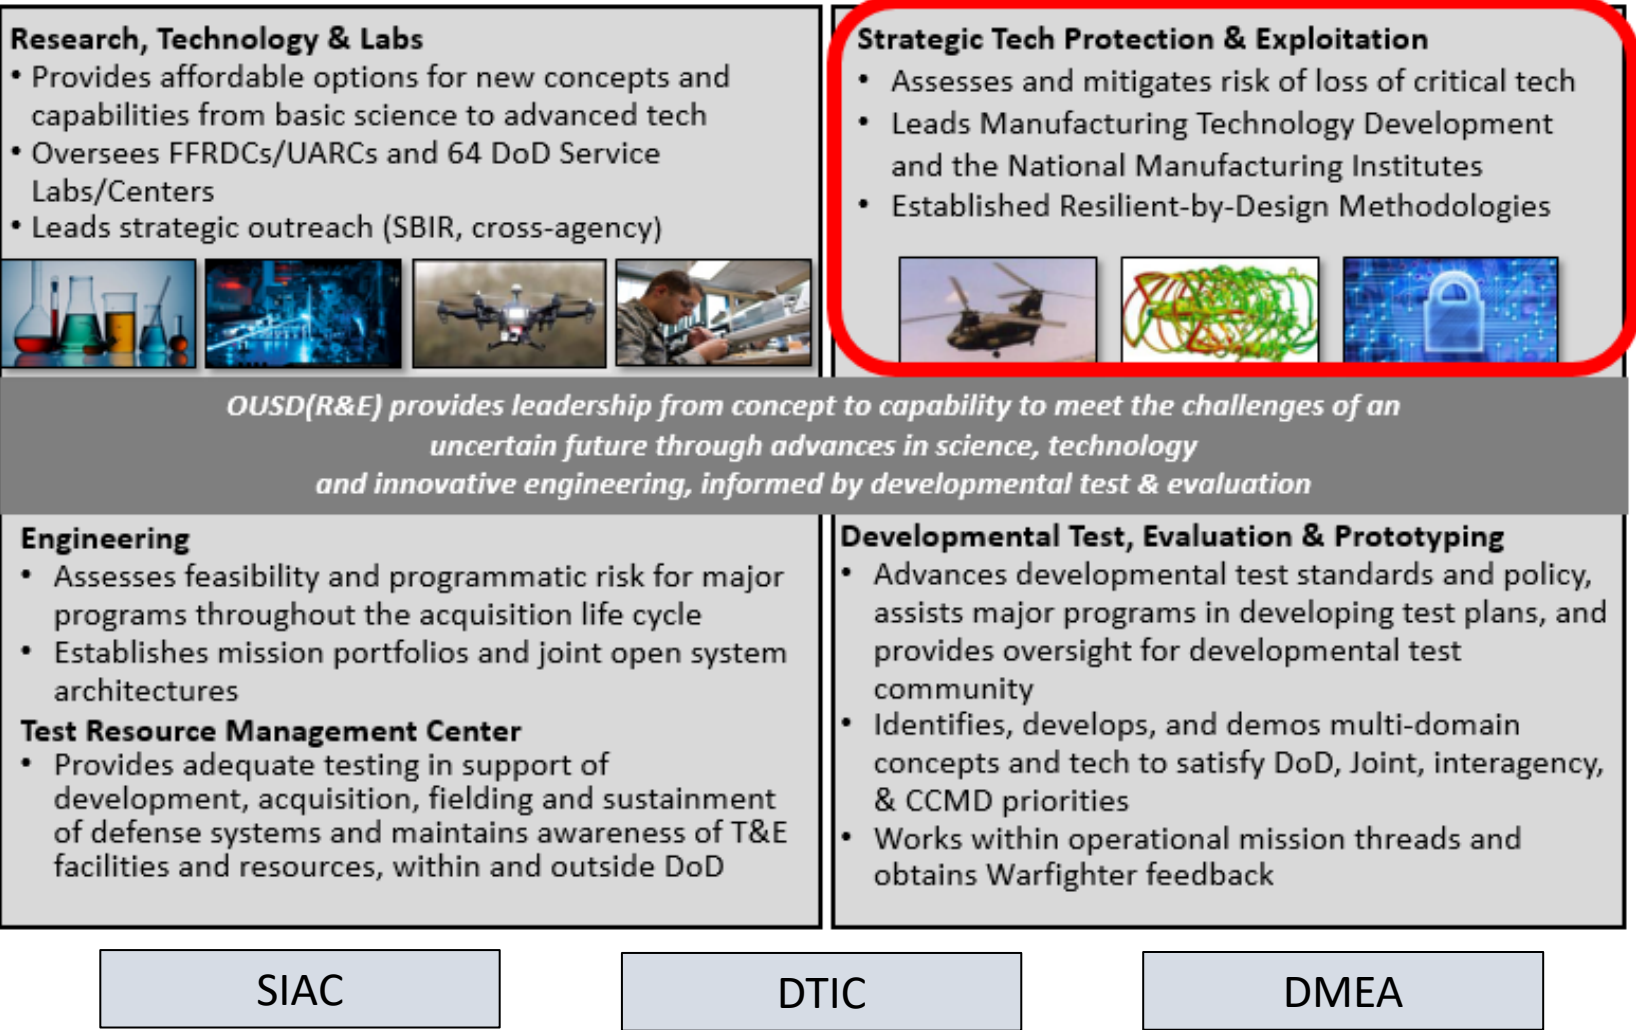 Research, Technology & Labs
• Provides affordable options for new concepts and
capabilities from basic science to advanced tech
• Oversees FFRDCs/UARCs and 64 DoD Service
Labs/Centers
• Leads strategic outreach (SBIR, cross-agency)
Strategic Tech Protection & Exploitation
• Assesses and mitigates risk of loss of critical tech
• Leads Manufacturing Technology Development
and the National Manufacturing Institutes
• Established Resilient-by-Design Methodologies
OUSD(R&E) provides leadership from concept to capability to meet the challenges of an
uncertain future through advances in science, technology
and innovative engineering, informed by developmental test & evaluation
Engineering
• Assesses feasibility and programmatic risk for major
programs throughout the acquisition life cycle
• Establishes mission portfolios and joint open system
architectures
Test Resource Management Center
• Provides adequate testing in support of
development, acquisition, fielding and sustainment
of defense systems and maintains awareness of T&E
facilities and resources, within and outside DoD
Developmental Test, Evaluation & Prototyping
• Advances developmental test standards and policy,
assists major programs in developing test plans, and
provides oversight for developmental test
community
• Identifies, develops, and demos multi-domain
concepts and tech to satisfy DoD, Joint, interagency,
& CCMD priorities
• Works within operational mission threads and
obtains Warfighter feedback
SIAC
DTIC
DMEA